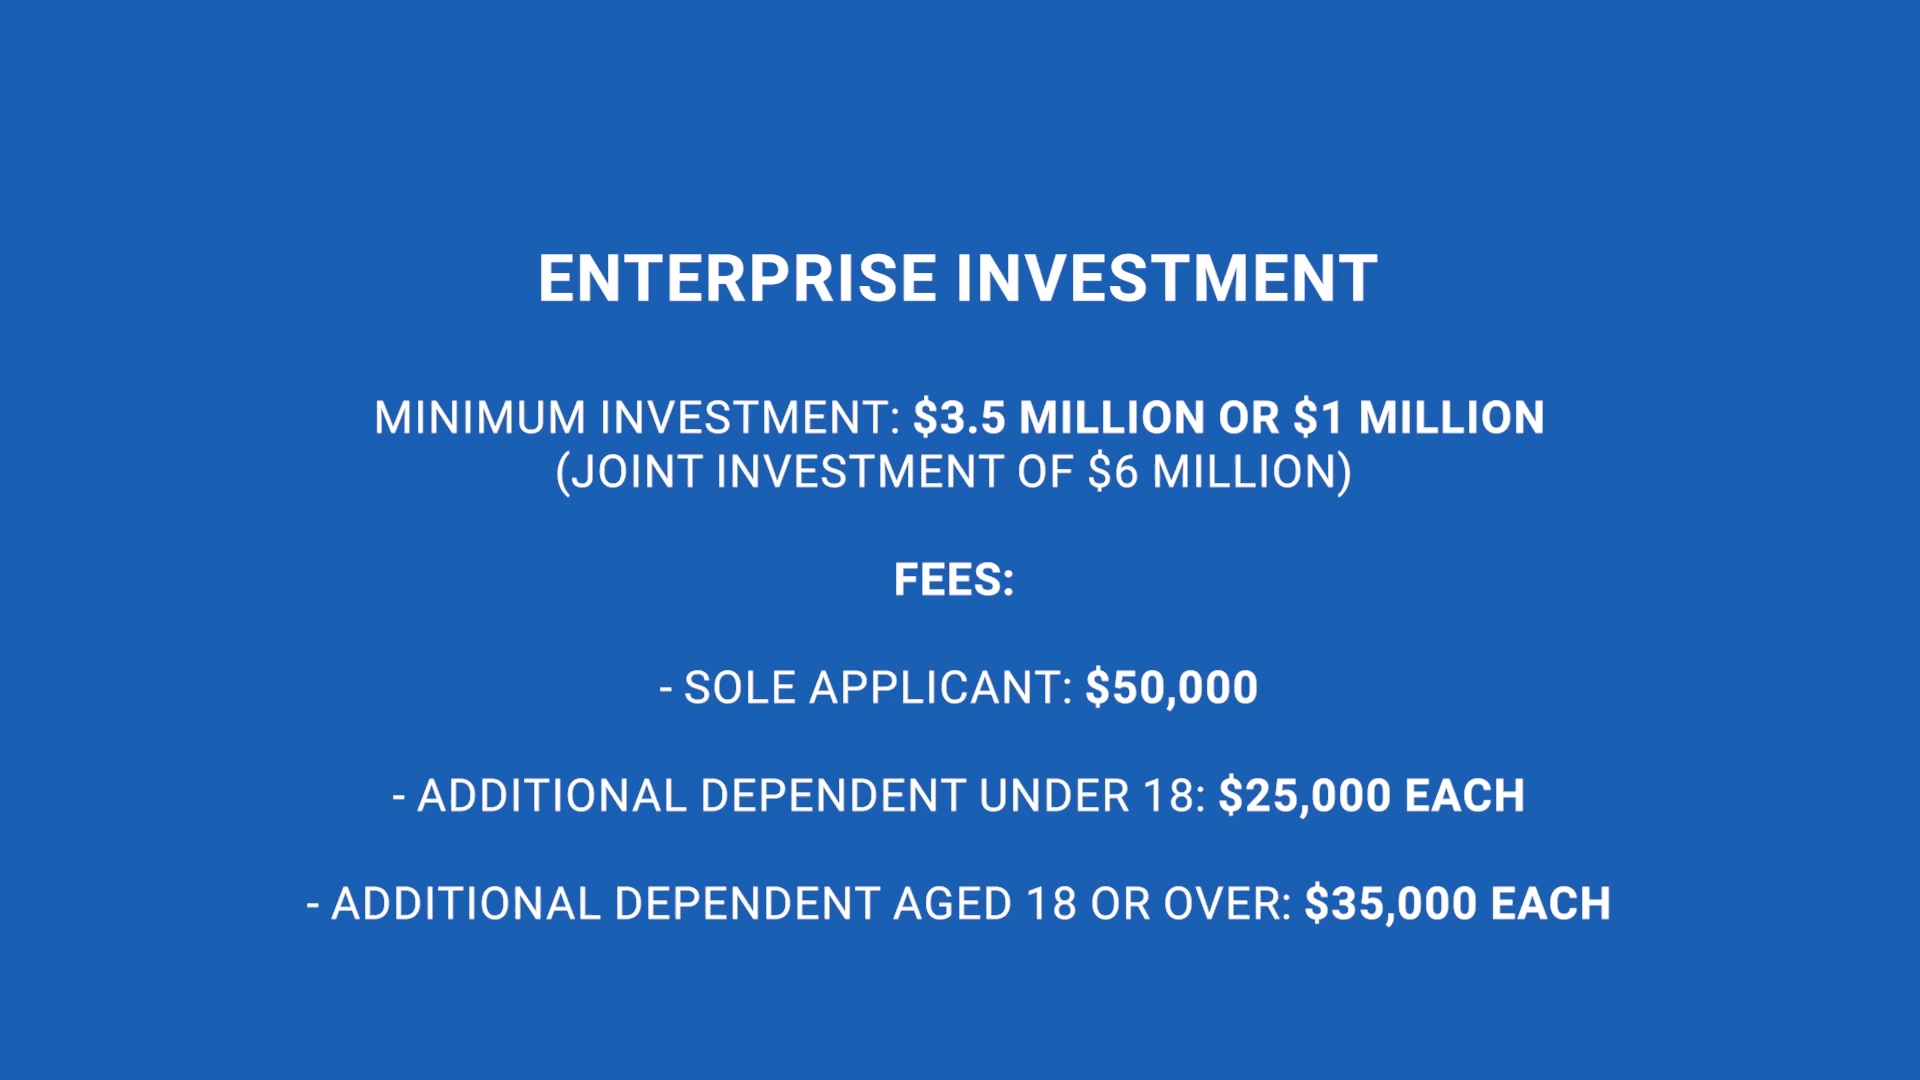 ENTERPRISE INVESTMENT
MINIMUM INVESTMENT: $3.5 MILLION OR $1 MILLION
(JOINT INVESTMENT OF $6 MILLION)
FEES:
- SOLE APPLICANT: $50,000
- ADDITIONAL DEPENDENT UNDER 18: $25,000 EACH
- ADDITIONAL DEPENDENT AGED 18 OR OVER: $35,000 EACH